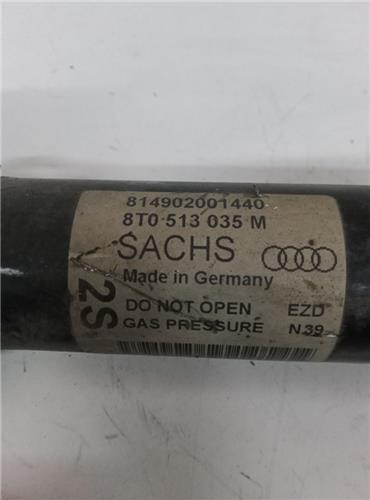 814902001440
8T0 513 035 M
SACHS
Made in Germany
2S
DO NOT OPEN EZD
GAS PRESSURE N39